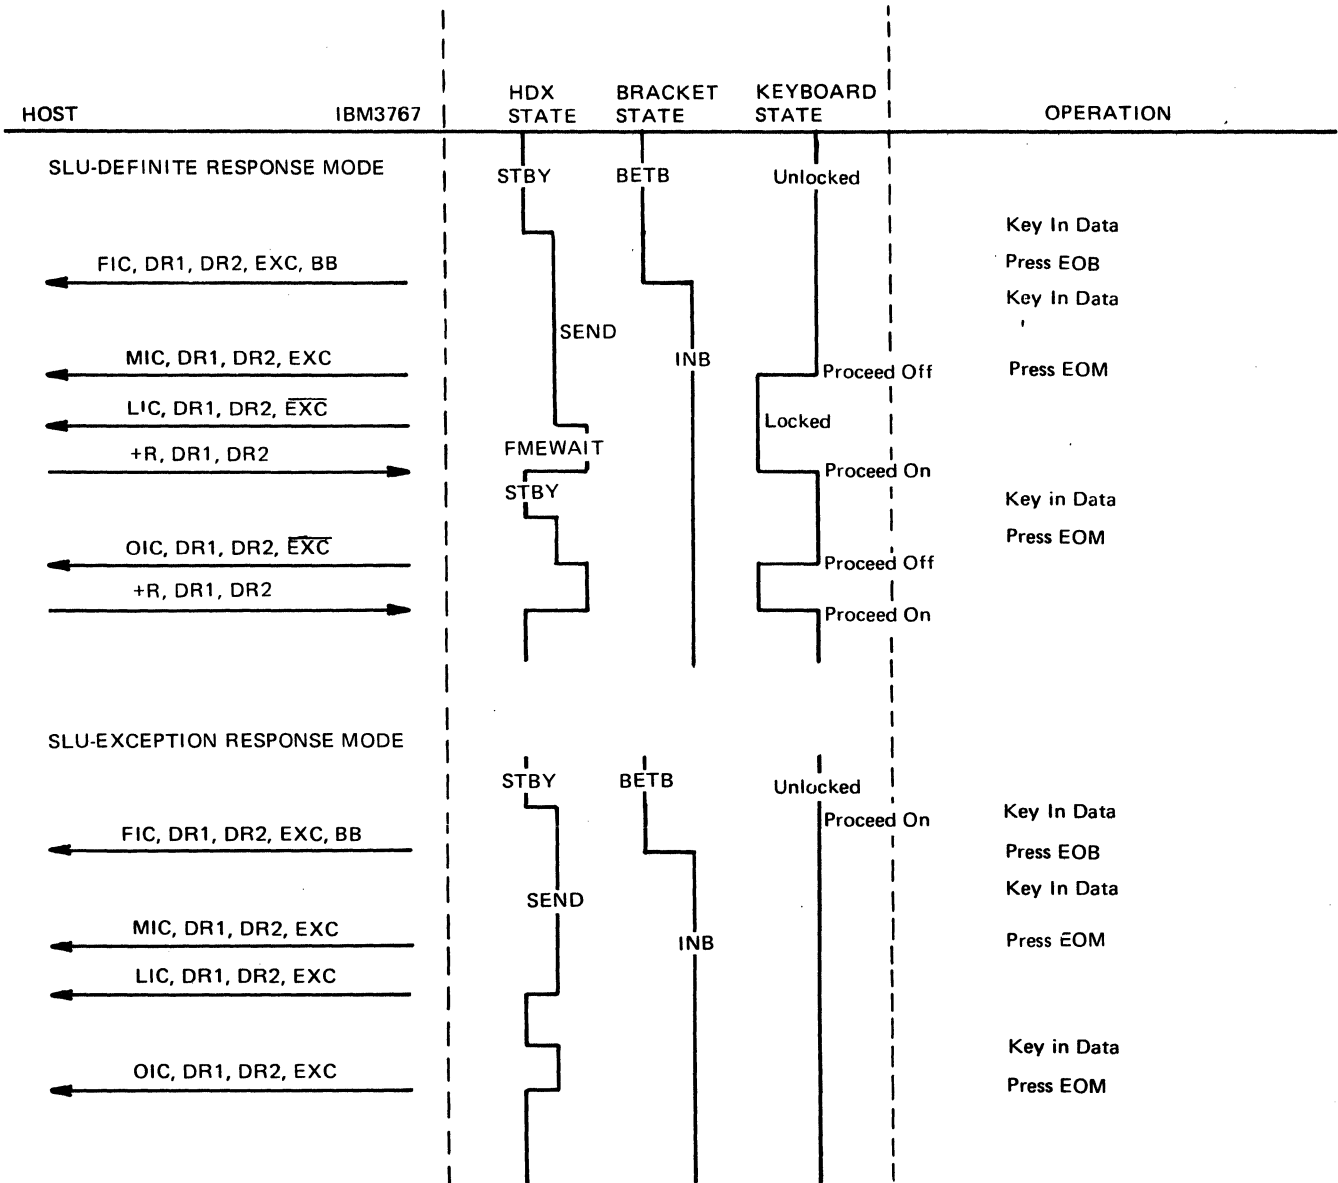 HDX BRACKET KEYBOARD
HOST IBM3767 STATE STATE STATE OPERATION
SLU-DEFINITE RESPONSE MODE
STBY BETB Unlocked
Key In Data
FIC, DR1, DR2, EXC, BB Press EOB
Key In Data
SEND
MIC, DR1, DR2, EXC INB Proceed Off Press EOM
LIC, DR1, DR2, E̅X̅C̅ Locked
+R, DR1, DR2 FMEWAIT
Proceed On
STBY Key in Data
OIC, DR1, DR2, E̅X̅C̅ Press EOM
Proceed Off
+R, DR1, DR2
Proceed On
SLU-EXCEPTION RESPONSE MODE
STBY BETB Unlocked
Proceed On Key In Data
FIC, DR1, DR2, EXC, BB Press EOB
SEND Key In Data
MIC, DR1, DR2, EXC INB Press EOM
LIC, DR1, DR2, EXC
Key in Data
OIC, DR1, DR2, EXC Press EOM